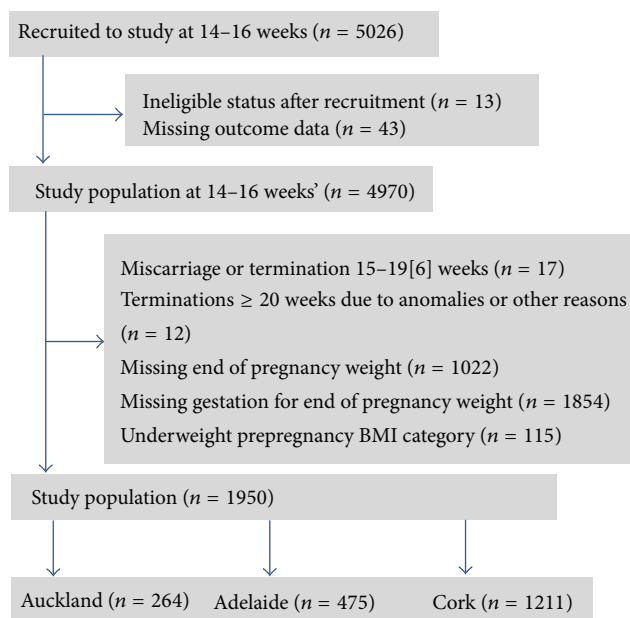 Recruited to study at 14–16 weeks (n = 5026)
Ineligible status after recruitment (n = 13)
Missing outcome data (n = 43)
Study population at 14–16 weeks’ (n = 4970)
Miscarriage or termination 15–19[6] weeks (n = 17)
Terminations ≥ 20 weeks due to anomalies or other reasons
(n = 12)
Missing end of pregnancy weight (n = 1022)
Missing gestation for end of pregnancy weight (n = 1854)
Underweight prepregnancy BMI category (n = 115)
Study population (n = 1950)
Auckland (n = 264) Adelaide (n = 475) Cork (n = 1211)